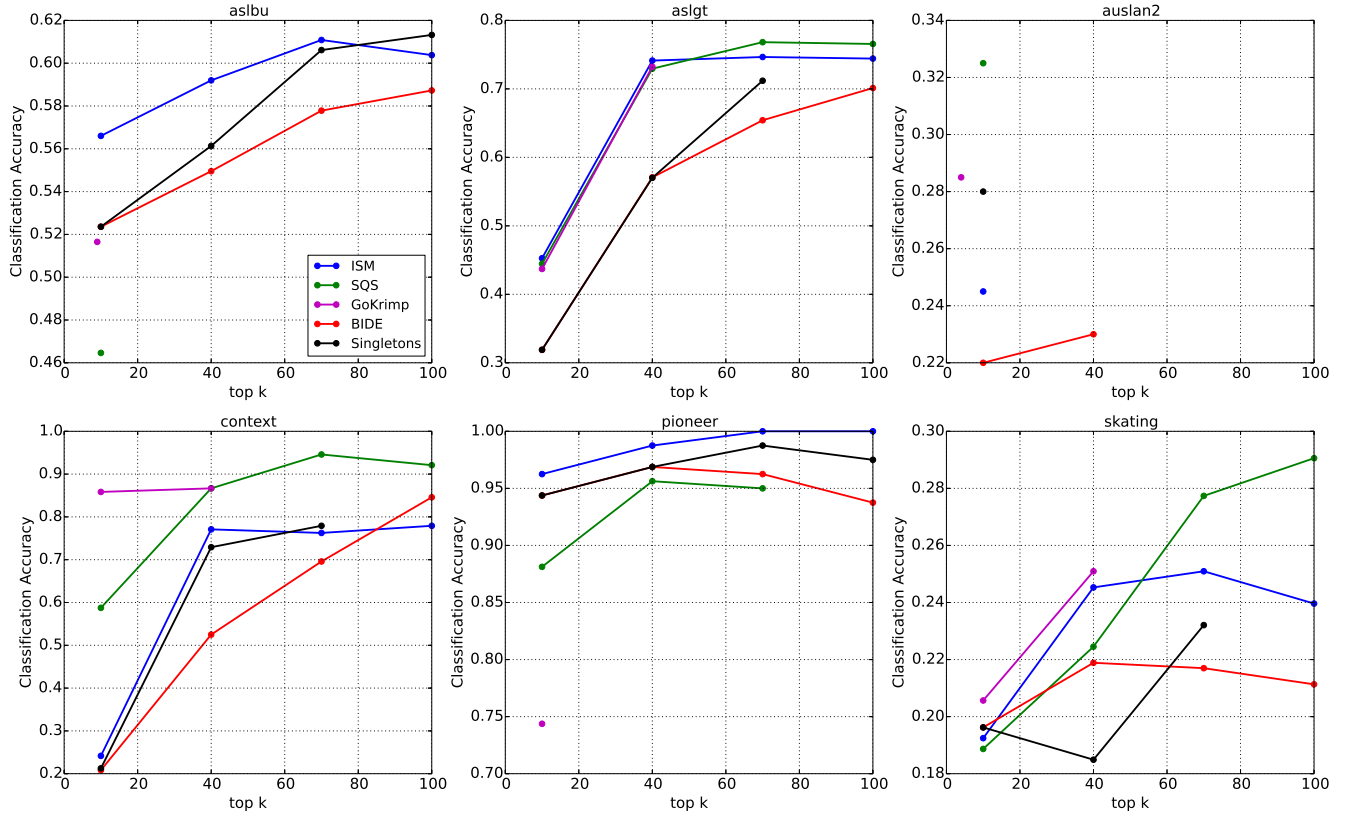 aslbu
0.62
0.60
0.58
0.56
0.54
0.52
0.50
0.48
0.46
Classification Accuracy
0 20 40 60 80 100
top k
ISM
SQS
GoKrimp
BIDE
Singletons
aslgt
0.8
0.7
0.6
0.5
0.4
0.3
Classification Accuracy
0 20 40 60 80 100
top k
auslan2
0.34
0.32
0.30
0.28
0.26
0.24
0.22
Classification Accuracy
0 20 40 60 80 100
top k
context
1.0
0.9
0.8
0.7
0.6
0.5
0.4
0.3
0.2
Classification Accuracy
0 20 40 60 80 100
top k
pioneer
1.00
0.95
0.90
0.85
0.80
0.75
0.70
Classification Accuracy
0 20 40 60 80 100
top k
skating
0.30
0.28
0.26
0.24
0.22
0.20
0.18
Classification Accuracy
0 20 40 60 80 100
top k